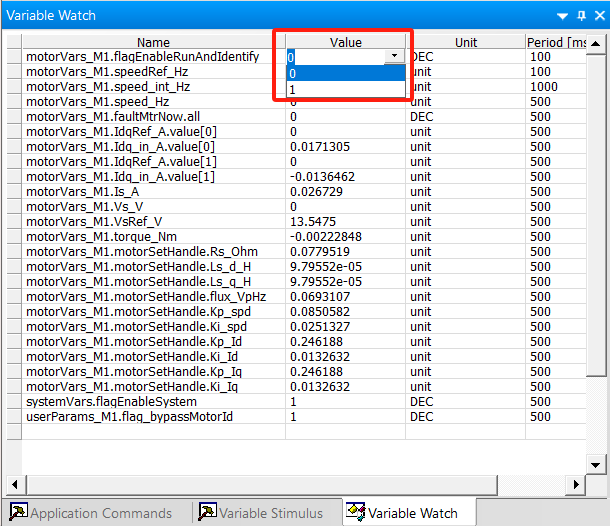 Variable Watch
Name Value Unit Period [ms
motorVars_M1.flagEnableRunAndIdentify 0 DEC 100
motorVars_M1.speedRef_Hz 0 unit 100
motorVars_M1.speed_int_Hz 1 unit 1000
motorVars_M1.speed_Hz 0 unit 500
motorVars_M1.faultMtrNow.all 0 DEC 500
motorVars_M1.IdqRef_A.value[0] 0 unit 500
motorVars_M1.Idq_in_A.value[0] 0.0171305 unit 500
motorVars_M1.IdqRef_A.value[1] 0 unit 500
motorVars_M1.Idq_in_A.value[1] -0.0136462 unit 500
motorVars_M1.Is_A 0.026729 unit 500
motorVars_M1.Vs_V 0 unit 500
motorVars_M1.VsRef_V 13.5475 unit 500
motorVars_M1.torque_Nm -0.00222848 unit 500
motorVars_M1.motorSetHandle.Rs_Ohm 0.0779519 unit 500
motorVars_M1.motorSetHandle.Ls_d_H 9.79552e-05 unit 500
motorVars_M1.motorSetHandle.Ls_q_H 9.79552e-05 unit 500
motorVars_M1.motorSetHandle.flux_VpHz 0.0693107 unit 500
motorVars_M1.motorSetHandle.Kp_spd 0.0850582 unit 500
motorVars_M1.motorSetHandle.Ki_spd 0.0251327 unit 500
motorVars_M1.motorSetHandle.Kp_Id 0.246188 unit 500
motorVars_M1.motorSetHandle.Ki_Id 0.0132632 unit 500
motorVars_M1.motorSetHandle.Kp_Iq 0.246188 unit 500
motorVars_M1.motorSetHandle.Ki_Iq 0.0132632 unit 500
systemVars.flagEnableSystem 1 DEC 500
userParams_M1.flag_bypassMotorId 1 DEC 500
Application Commands Variable Stimulus Variable Watch